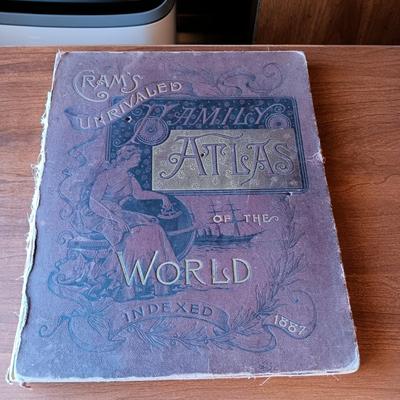 CRAM'S
UNRIVALED
FAMILY
ATLAS
OF THE
WORLD
INDEXED
1887